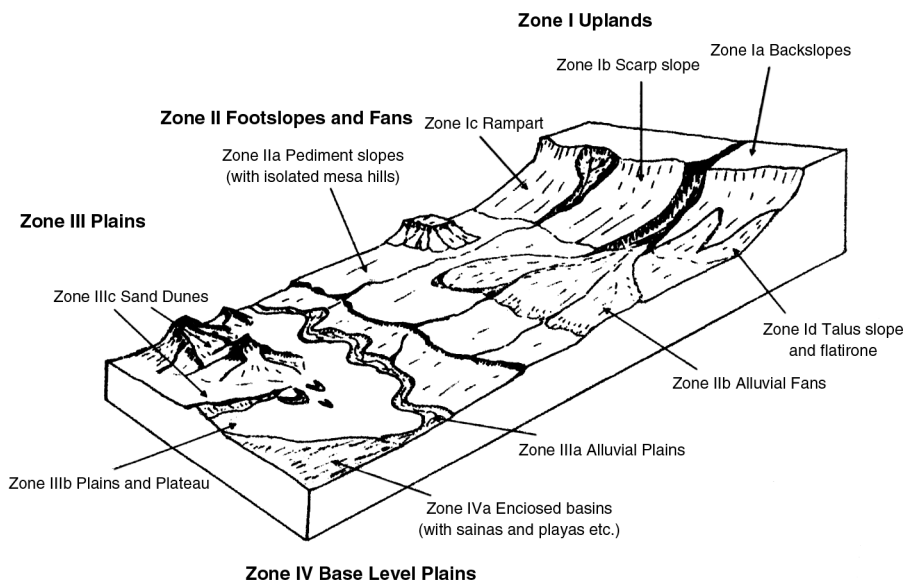 Zone I Uplands
Zone Ia Backslopes
Zone Ib Scarp slope
Zone II Footslopes and Fans
Zone Ic Rampart
Zone IIa Pediment slopes
(with isolated mesa hills)
Zone III Plains
Zone IIIc Sand Dunes
Zone Id Talus slope
and flatirone
Zone IIb Alluvial Fans
Zone IIIa Alluvial Plains
Zone IIIb Plains and Plateau
Zone IVa Enciosed basins
(with sainas and playas etc.)
Zone IV Base Level Plains